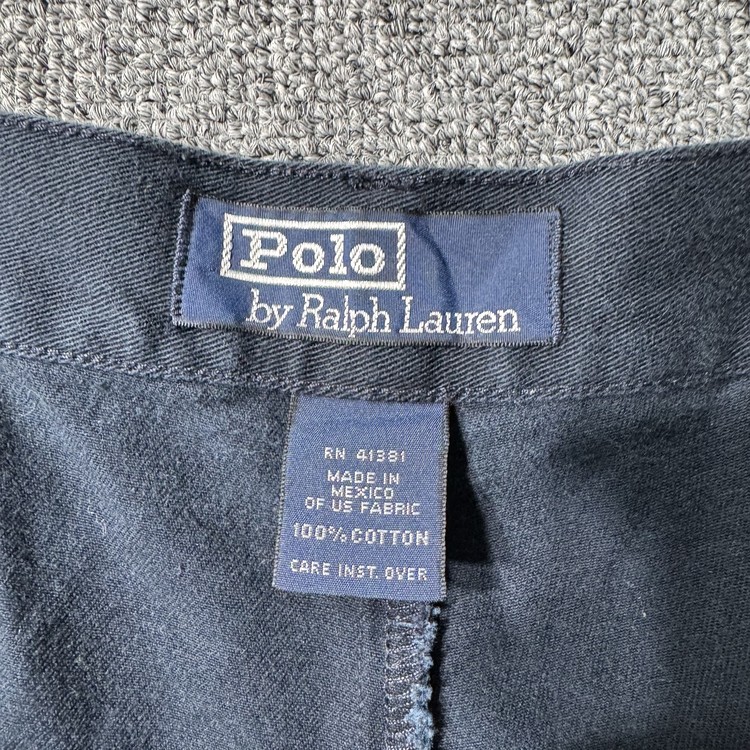 Polo
by Ralph Lauren
RN 41381
MADE IN
MEXICO
OF US FABRIC
100% COTTON
CARE INST. OVER